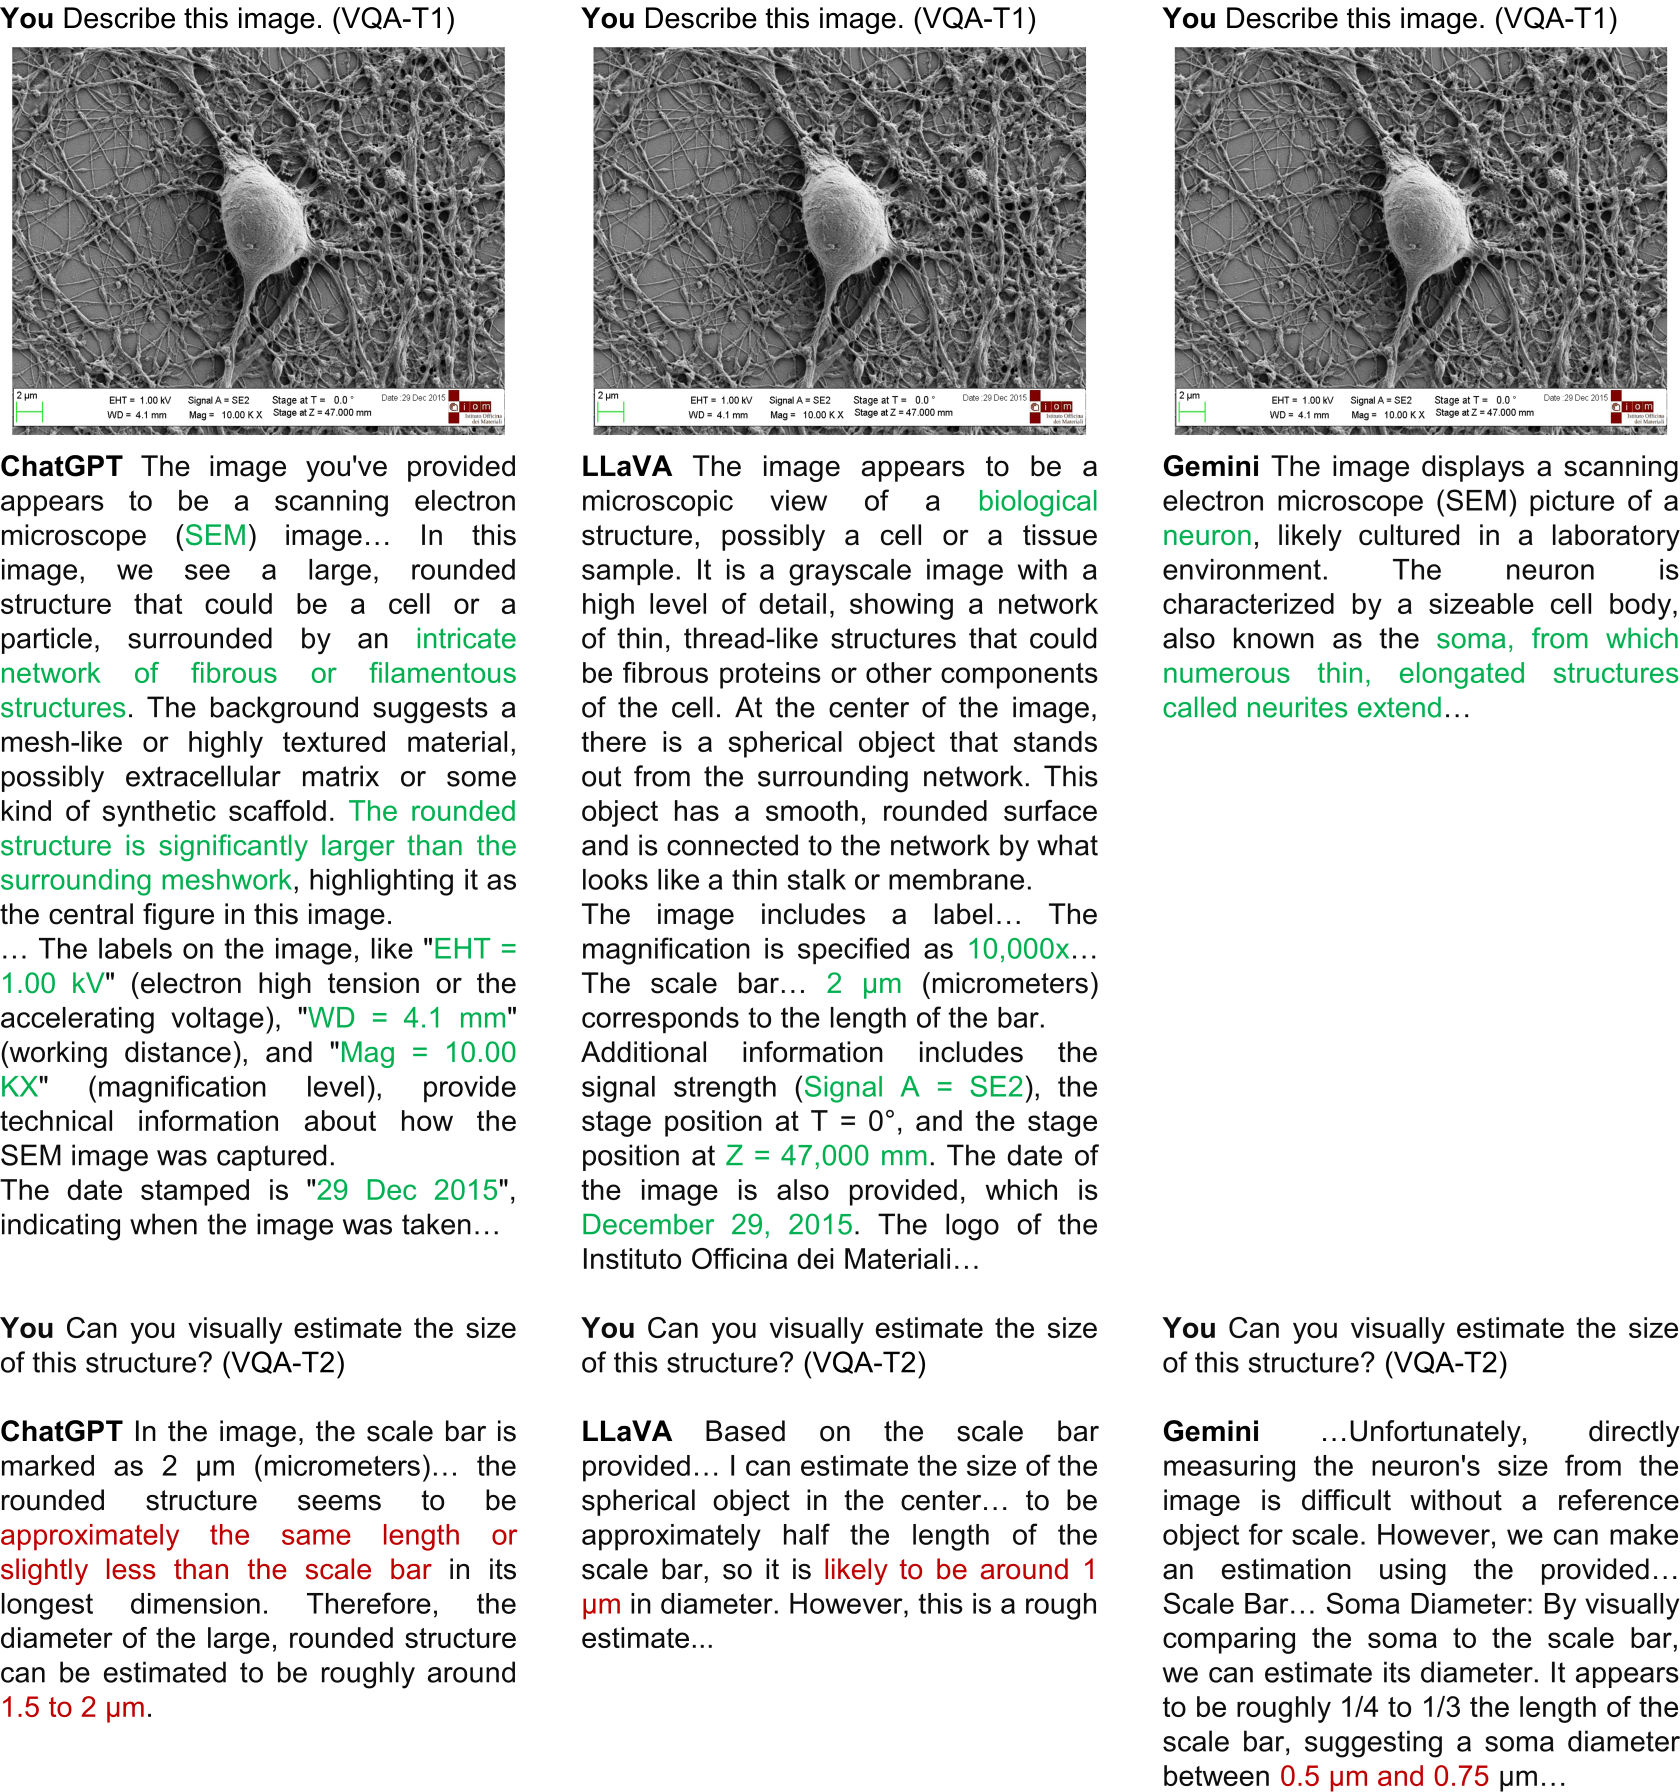 You Describe this image. (VQA-T1)
2 µm
EHT = 1.00 kV
Signal A = SE2
Stage at T = 0.0 °
Date :29 Dec 2015
WD = 4.1 mm
Mag = 10.00 K X
Stage at Z = 47.000 mm
iom
Istituto Officina
dei Materiali
ChatGPT The image you've provided
appears to be a scanning electron
microscope (SEM) image… In this
image, we see a large, rounded
structure that could be a cell or a
particle, surrounded by an intricate
network of fibrous or filamentous
structures. The background suggests a
mesh-like or highly textured material,
possibly extracellular matrix or some
kind of synthetic scaffold. The rounded
structure is significantly larger than the
surrounding meshwork, highlighting it as
the central figure in this image.
… The labels on the image, like "EHT =
1.00 kV" (electron high tension or the
accelerating voltage), "WD = 4.1 mm"
(working distance), and "Mag = 10.00
KX" (magnification level), provide
technical information about how the
SEM image was captured.
The date stamped is "29 Dec 2015",
indicating when the image was taken…
You Can you visually estimate the size
of this structure? (VQA-T2)
ChatGPT In the image, the scale bar is
marked as 2 µm (micrometers)… the
rounded structure seems to be
approximately the same length or
slightly less than the scale bar in its
longest dimension. Therefore, the
diameter of the large, rounded structure
can be estimated to be roughly around
1.5 to 2 µm.
You Describe this image. (VQA-T1)
2 µm
EHT = 1.00 kV
Signal A = SE2
Stage at T = 0.0 °
Date :29 Dec 2015
WD = 4.1 mm
Mag = 10.00 K X
Stage at Z = 47.000 mm
iom
Istituto Officina
dei Materiali
LLaVA The image appears to be a
microscopic view of a biological
structure, possibly a cell or a tissue
sample. It is a grayscale image with a
high level of detail, showing a network
of thin, thread-like structures that could
be fibrous proteins or other components
of the cell. At the center of the image,
there is a spherical object that stands
out from the surrounding network. This
object has a smooth, rounded surface
and is connected to the network by what
looks like a thin stalk or membrane.
The image includes a label… The
magnification is specified as 10,000x…
The scale bar… 2 µm (micrometers)
corresponds to the length of the bar.
Additional information includes the
signal strength (Signal A = SE2), the
stage position at T = 0°, and the stage
position at Z = 47,000 mm. The date of
the image is also provided, which is
December 29, 2015. The logo of the
Instituto Officina dei Materiali…
You Can you visually estimate the size
of this structure? (VQA-T2)
LLaVA Based on the scale bar
provided… I can estimate the size of the
spherical object in the center… to be
approximately half the length of the
scale bar, so it is likely to be around 1
µm in diameter. However, this is a rough
estimate...
You Describe this image. (VQA-T1)
2 µm
EHT = 1.00 kV
Signal A = SE2
Stage at T = 0.0 °
Date :29 Dec 2015
WD = 4.1 mm
Mag = 10.00 K X
Stage at Z = 47.000 mm
iom
Istituto Officina
dei Materiali
Gemini The image displays a scanning
electron microscope (SEM) picture of a
neuron, likely cultured in a laboratory
environment. The neuron is
characterized by a sizeable cell body,
also known as the soma, from which
numerous thin, elongated structures
called neurites extend…
You Can you visually estimate the size
of this structure? (VQA-T2)
Gemini …Unfortunately, directly
measuring the neuron's size from the
image is difficult without a reference
object for scale. However, we can make
an estimation using the provided…
Scale Bar… Soma Diameter: By visually
comparing the soma to the scale bar,
we can estimate its diameter. It appears
to be roughly 1/4 to 1/3 the length of the
scale bar, suggesting a soma diameter
between 0.5 µm and 0.75 µm…